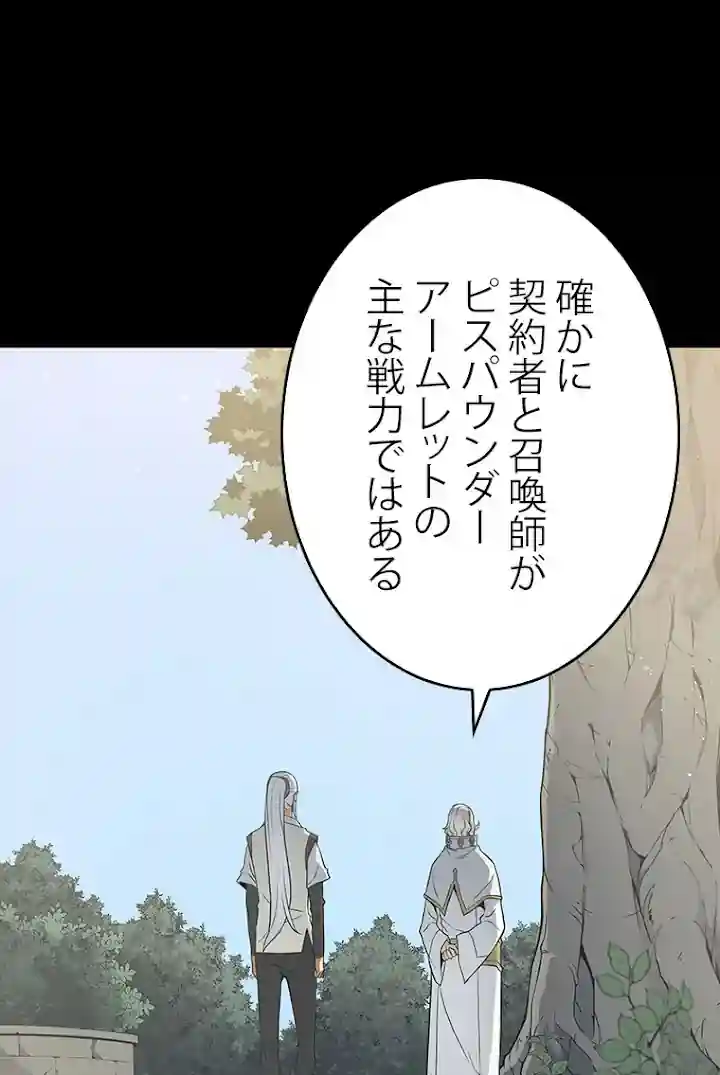 確かに
契約者と召喚師が
ピスパウンダー
アームレットの
主な戦力ではある